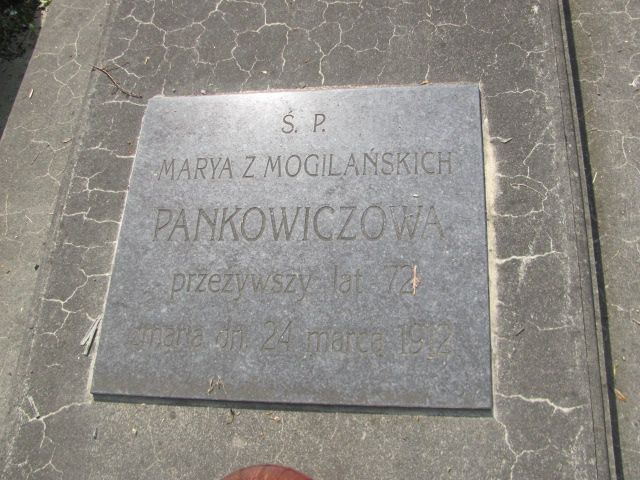 Ś. P.
MARYA Z MOGILAŃSKICH
PANKOWICZOWA
przeżywszy lat 72
zmarła dn. 24 marca 1912